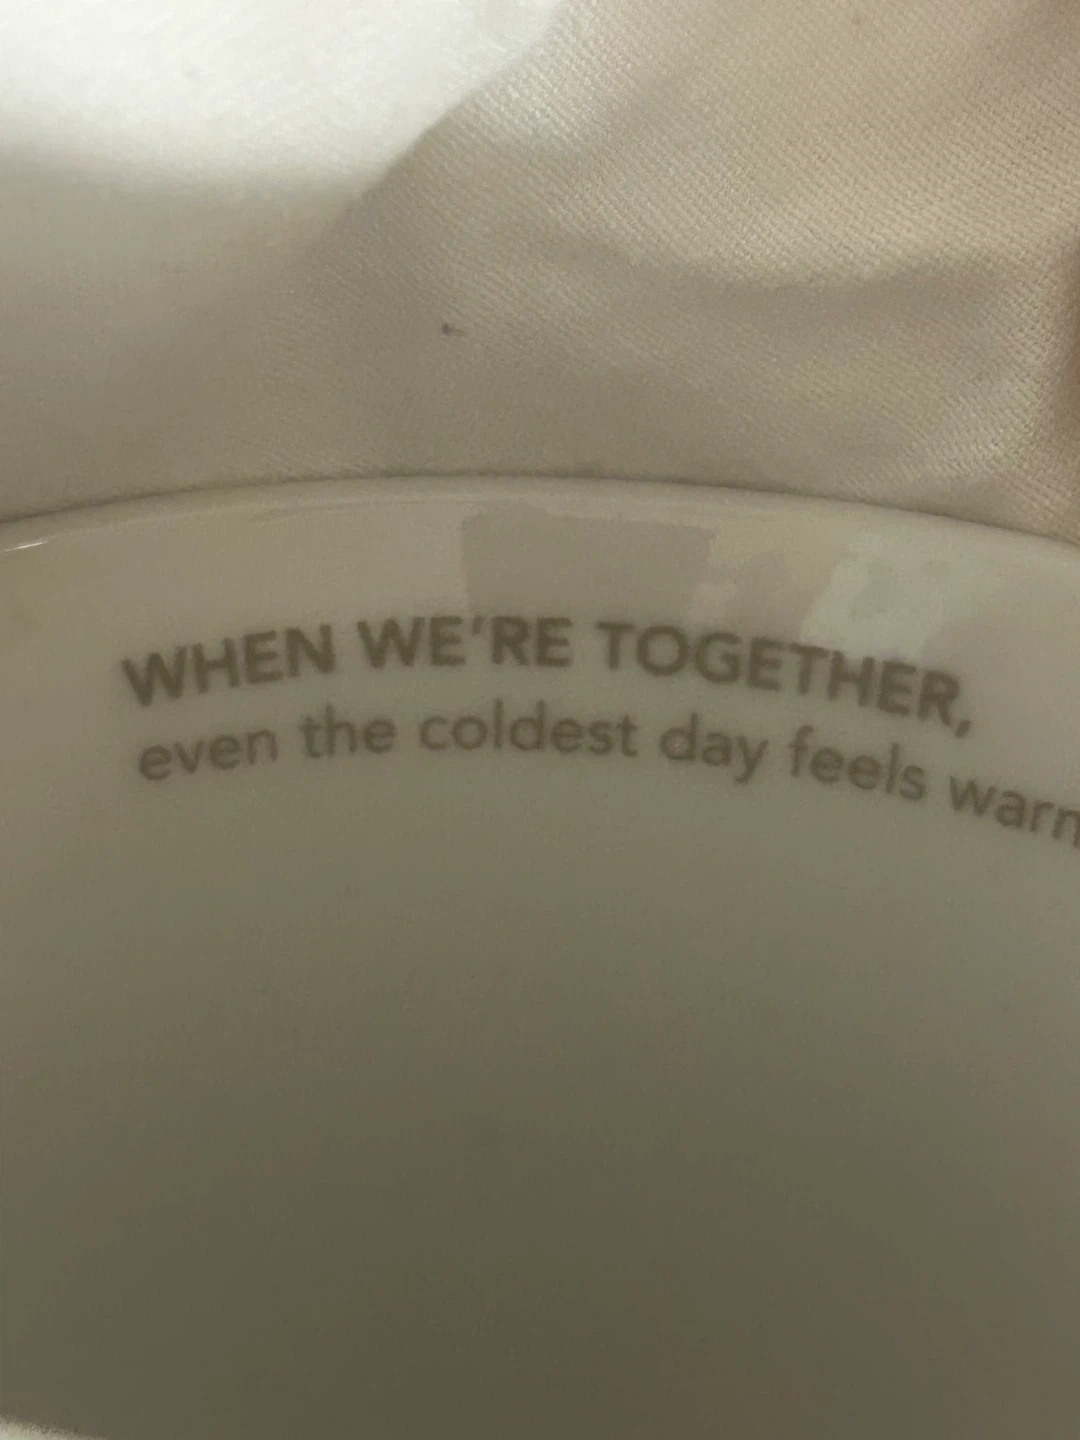 WHEN WE'RE TOGETHER,
even the coldest day feels